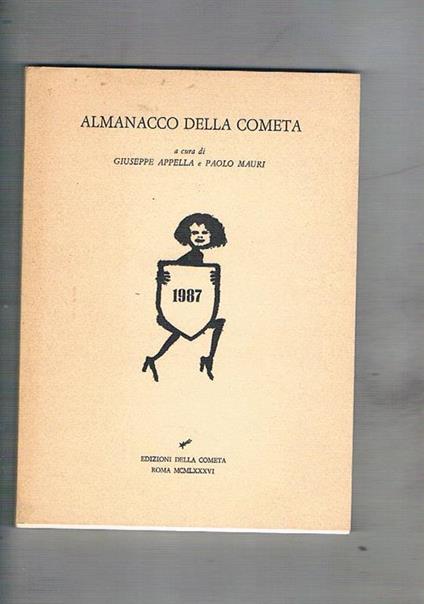 ALMANACCO DELLA COMETA
a cura di
GIUSEPPE APPELLA e PAOLO MAURI
1987
EDIZIONI DELLA COMETA
ROMA MCMLXXXVI